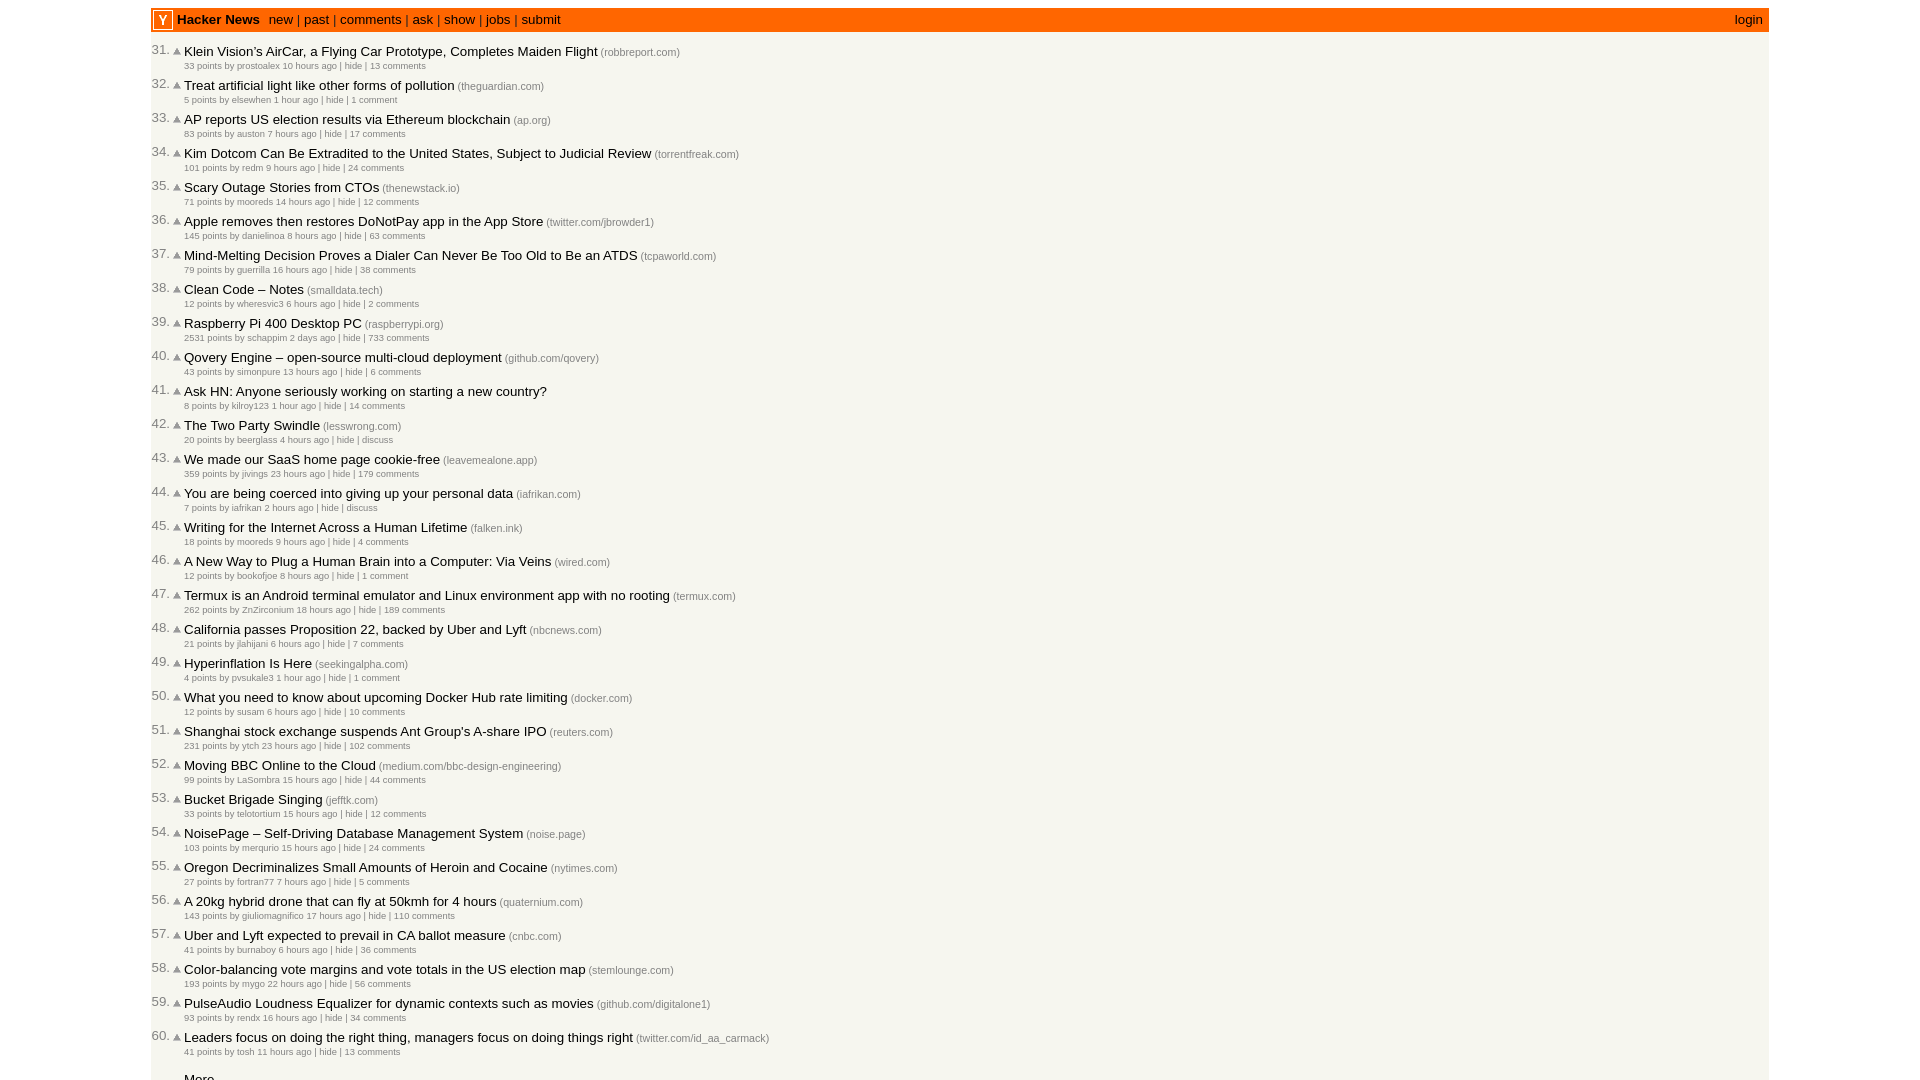 Y Hacker News new | past | comments | ask | show | jobs | submit login
31. Klein Vision's AirCar, a Flying Car Prototype, Completes Maiden Flight (robbreport.com)
33 points by prostoalex 10 hours ago | hide | 13 comments
32. Treat artificial light like other forms of pollution (theguardian.com)
5 points by elsewhen 1 hour ago | hide | 1 comment
33. AP reports US election results via Ethereum blockchain (ap.org)
83 points by auston 7 hours ago | hide | 17 comments
34. Kim Dotcom Can Be Extradited to the United States, Subject to Judicial Review (torrentfreak.com)
101 points by redm 9 hours ago | hide | 24 comments
35. Scary Outage Stories from CTOs (thenewstack.io)
71 points by mooreds 14 hours ago | hide | 12 comments
36. Apple removes then restores DoNotPay app in the App Store (twitter.com/jbrowder1)
145 points by danielinoa 8 hours ago | hide | 63 comments
37. Mind-Melting Decision Proves a Dialer Can Never Be Too Old to Be an ATDS (tcpaworld.com)
79 points by guerrilla 16 hours ago | hide | 38 comments
38. Clean Code – Notes (smalldata.tech)
12 points by wheresvic3 6 hours ago | hide | 2 comments
39. Raspberry Pi 400 Desktop PC (raspberrypi.org)
2531 points by schappim 2 days ago | hide | 733 comments
40. Qovery Engine – open-source multi-cloud deployment (github.com/qovery)
43 points by simonpure 13 hours ago | hide | 6 comments
41. Ask HN: Anyone seriously working on starting a new country?
8 points by kilroy123 1 hour ago | hide | 14 comments
42. The Two Party Swindle (lesswrong.com)
20 points by beerglass 4 hours ago | hide | discuss
43. We made our SaaS home page cookie-free (leavemealone.app)
359 points by jivings 23 hours ago | hide | 179 comments
44. You are being coerced into giving up your personal data (iafrikan.com)
7 points by iafrikan 2 hours ago | hide | discuss
45. Writing for the Internet Across a Human Lifetime (falken.ink)
18 points by mooreds 9 hours ago | hide | 4 comments
46. A New Way to Plug a Human Brain into a Computer: Via Veins (wired.com)
12 points by bookofjoe 8 hours ago | hide | 1 comment
47. Termux is an Android terminal emulator and Linux environment app with no rooting (termux.com)
262 points by ZnZirconium 18 hours ago | hide | 189 comments
48. California passes Proposition 22, backed by Uber and Lyft (nbcnews.com)
21 points by jlahijani 6 hours ago | hide | 7 comments
49. Hyperinflation Is Here (seekingalpha.com)
4 points by pvsukale3 1 hour ago | hide | 1 comment
50. What you need to know about upcoming Docker Hub rate limiting (docker.com)
12 points by susam 6 hours ago | hide | 10 comments
51. Shanghai stock exchange suspends Ant Group's A-share IPO (reuters.com)
231 points by ytch 23 hours ago | hide | 102 comments
52. Moving BBC Online to the Cloud (medium.com/bbc-design-engineering)
99 points by LaSombra 15 hours ago | hide | 44 comments
53. Bucket Brigade Singing (jefftk.com)
33 points by telotortium 15 hours ago | hide | 12 comments
54. NoisePage – Self-Driving Database Management System (noise.page)
103 points by merqurio 15 hours ago | hide | 24 comments
55. Oregon Decriminalizes Small Amounts of Heroin and Cocaine (nytimes.com)
27 points by fortran77 7 hours ago | hide | 5 comments
56. A 20kg hybrid drone that can fly at 50kmh for 4 hours (quaternium.com)
143 points by giuliomagnifico 17 hours ago | hide | 110 comments
57. Uber and Lyft expected to prevail in CA ballot measure (cnbc.com)
41 points by burnaboy 6 hours ago | hide | 36 comments
58. Color-balancing vote margins and vote totals in the US election map (stemlounge.com)
193 points by mygo 22 hours ago | hide | 56 comments
59. PulseAudio Loudness Equalizer for dynamic contexts such as movies (github.com/digitalone1)
93 points by rendx 16 hours ago | hide | 34 comments
60. Leaders focus on doing the right thing, managers focus on doing things right (twitter.com/id_aa_carmack)
41 points by tosh 11 hours ago | hide | 13 comments
More